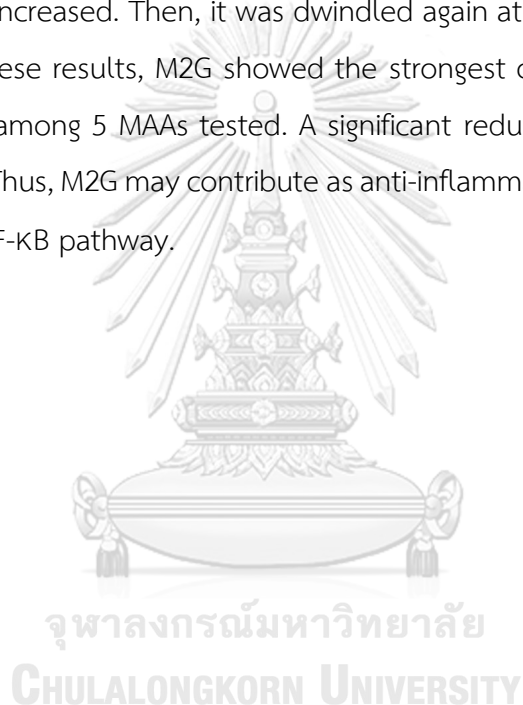 ncreased. Then, it was dwindled again at
ese results, M2G showed the strongest
among 5 MAAs tested. A significant redu
Thus, M2G may contribute as anti-inflamm
F-κB pathway.
จุฬาลงกรณ์มหาวิทยาลัย
CHULALONGKORN UNIVERSITY